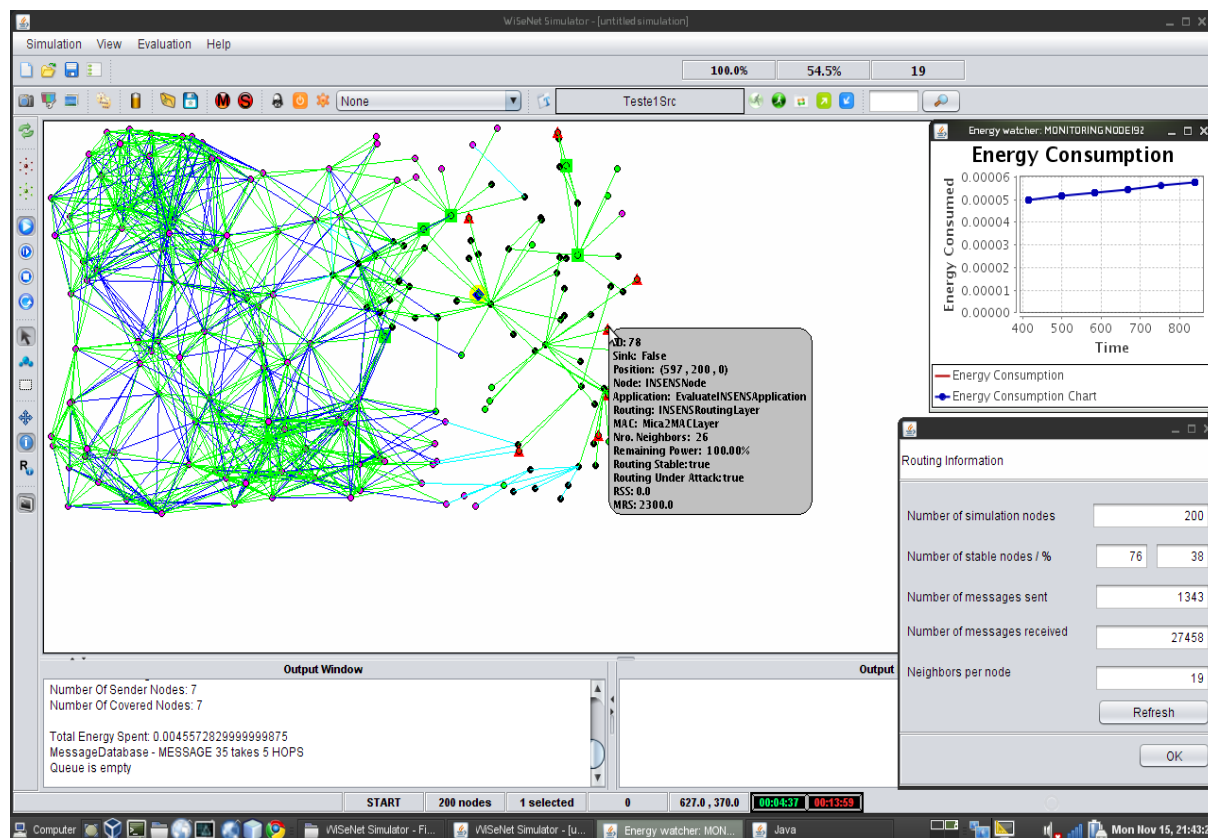 WiSeNet Simulator - [untitled simulation]
Simulation View Evaluation Help
100.0% 54.5% 19
M S None Teste1Src
Energy watcher: MONITORING NODE192
Energy Consumption
Energy Consumed
0.00006
0.00005
0.00004
0.00003
0.00002
0.00001
0.00000
400 500 600 700 800
Time
Energy Consumption
Energy Consumption Chart
ID: 78
Sink: False
Position: (597 , 200 , 0)
Node: INSENSNode
Application: EvaluateINSENSApplication
Routing: INSENSRoutingLayer
MAC: Mica2MACLayer
Nro. Neighbors: 26
Remaining Power: 100.00%
Routing Stable:true
Routing Under Attack:true
RSS: 0.0
MRS: 2300.0
R
Routing Information
Number of simulation nodes 200
Number of stable nodes / % 76 38
Number of messages sent 1343
Number of messages received 27458
Neighbors per node 19
Refresh
OK
Output Window
Output
Number Of Sender Nodes: 7
Number Of Covered Nodes: 7
Total Energy Spent: 0.0045572829999999875
MessageDatabase - MESSAGE 35 takes 5 HOPS
Queue is empty
START 200 nodes 1 selected 0 627.0 , 370.0 00:04:37 00:13:59
Computer WiSeNet Simulator - Fi... WiSeNet Simulator - [u... Energy watcher: MON... Java Mon Nov 15, 21:43:2